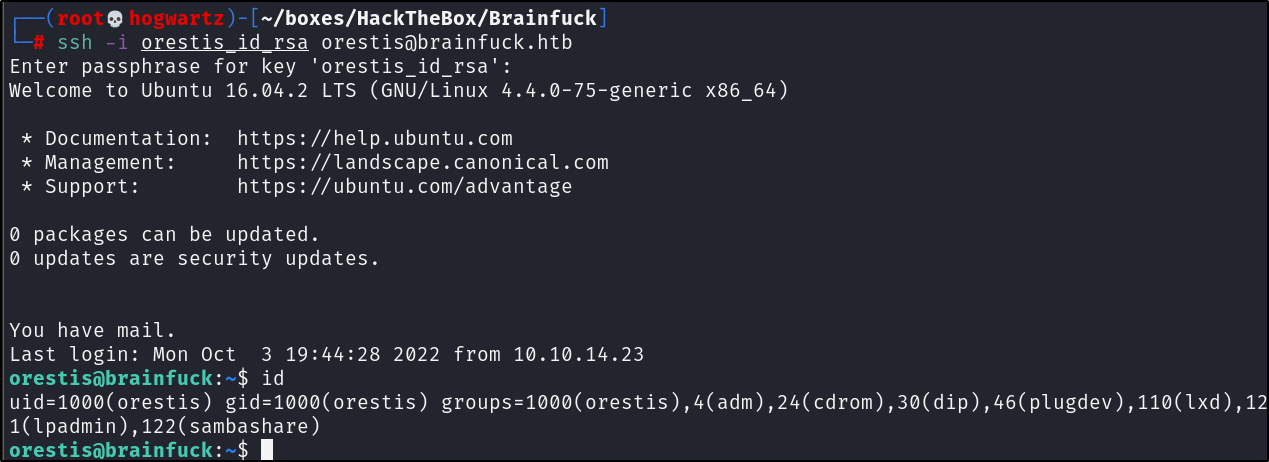 ┌──(root💀hogwartz)-[~/boxes/HackTheBox/Brainfuck]
└─# ssh -i orestis_id_rsa orestis@brainfuck.htb
Enter passphrase for key 'orestis_id_rsa':
Welcome to Ubuntu 16.04.2 LTS (GNU/Linux 4.4.0-75-generic x86_64)
* Documentation:  https://help.ubuntu.com
* Management:     https://landscape.canonical.com
* Support:        https://ubuntu.com/advantage
0 packages can be updated.
0 updates are security updates.
You have mail.
Last login: Mon Oct  3 19:44:28 2022 from 10.10.14.23
orestis@brainfuck:~$ id
uid=1000(orestis) gid=1000(orestis) groups=1000(orestis),4(adm),24(cdrom),30(dip),46(plugdev),110(lxd),12
1(lpadmin),122(sambashare)
orestis@brainfuck:~$